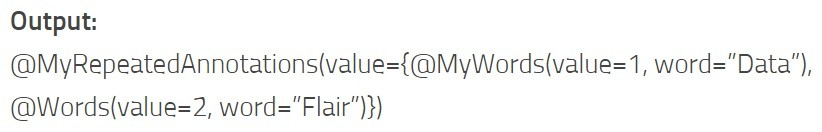 Output:
@MyRepeatedAnnotations(value={@MyWords(value=1, word=”Data”),
@Words(value=2, word=”Flair”)})